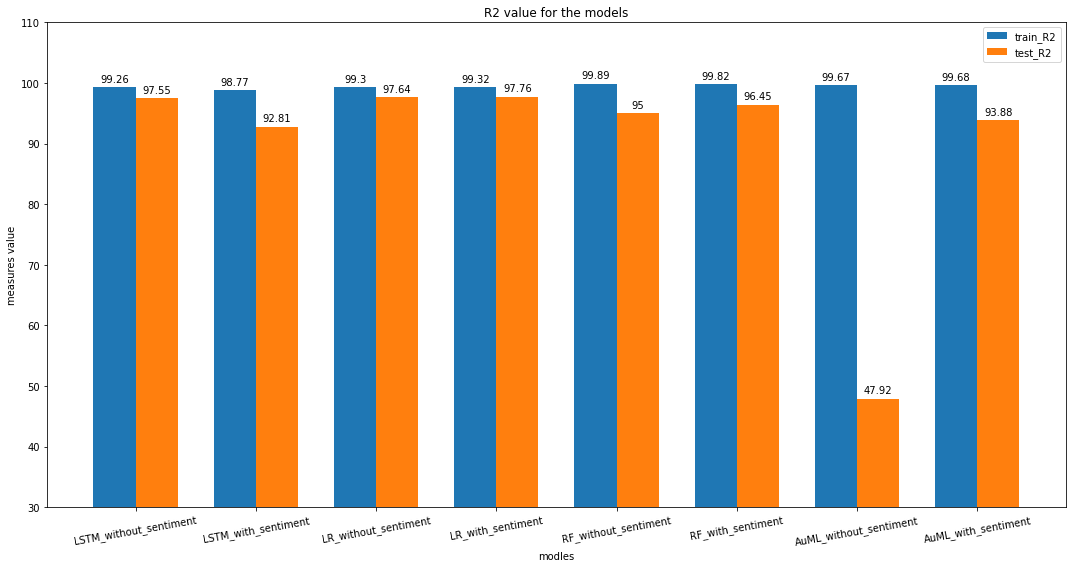 R2 value for the models
train_R2
test_R2
measures value
110
100
90
80
70
60
50
40
30
99.26
97.55
98.77
92.81
99.3
97.64
99.32
97.76
99.89
95
99.82
96.45
99.67
47.92
99.68
93.88
LSTM_without_sentiment
LSTM_with_sentiment
LR_without_sentiment
LR_with_sentiment
RF_without_sentiment
RF_with_sentiment
AuML_without_sentiment
AuML_with_sentiment
modles